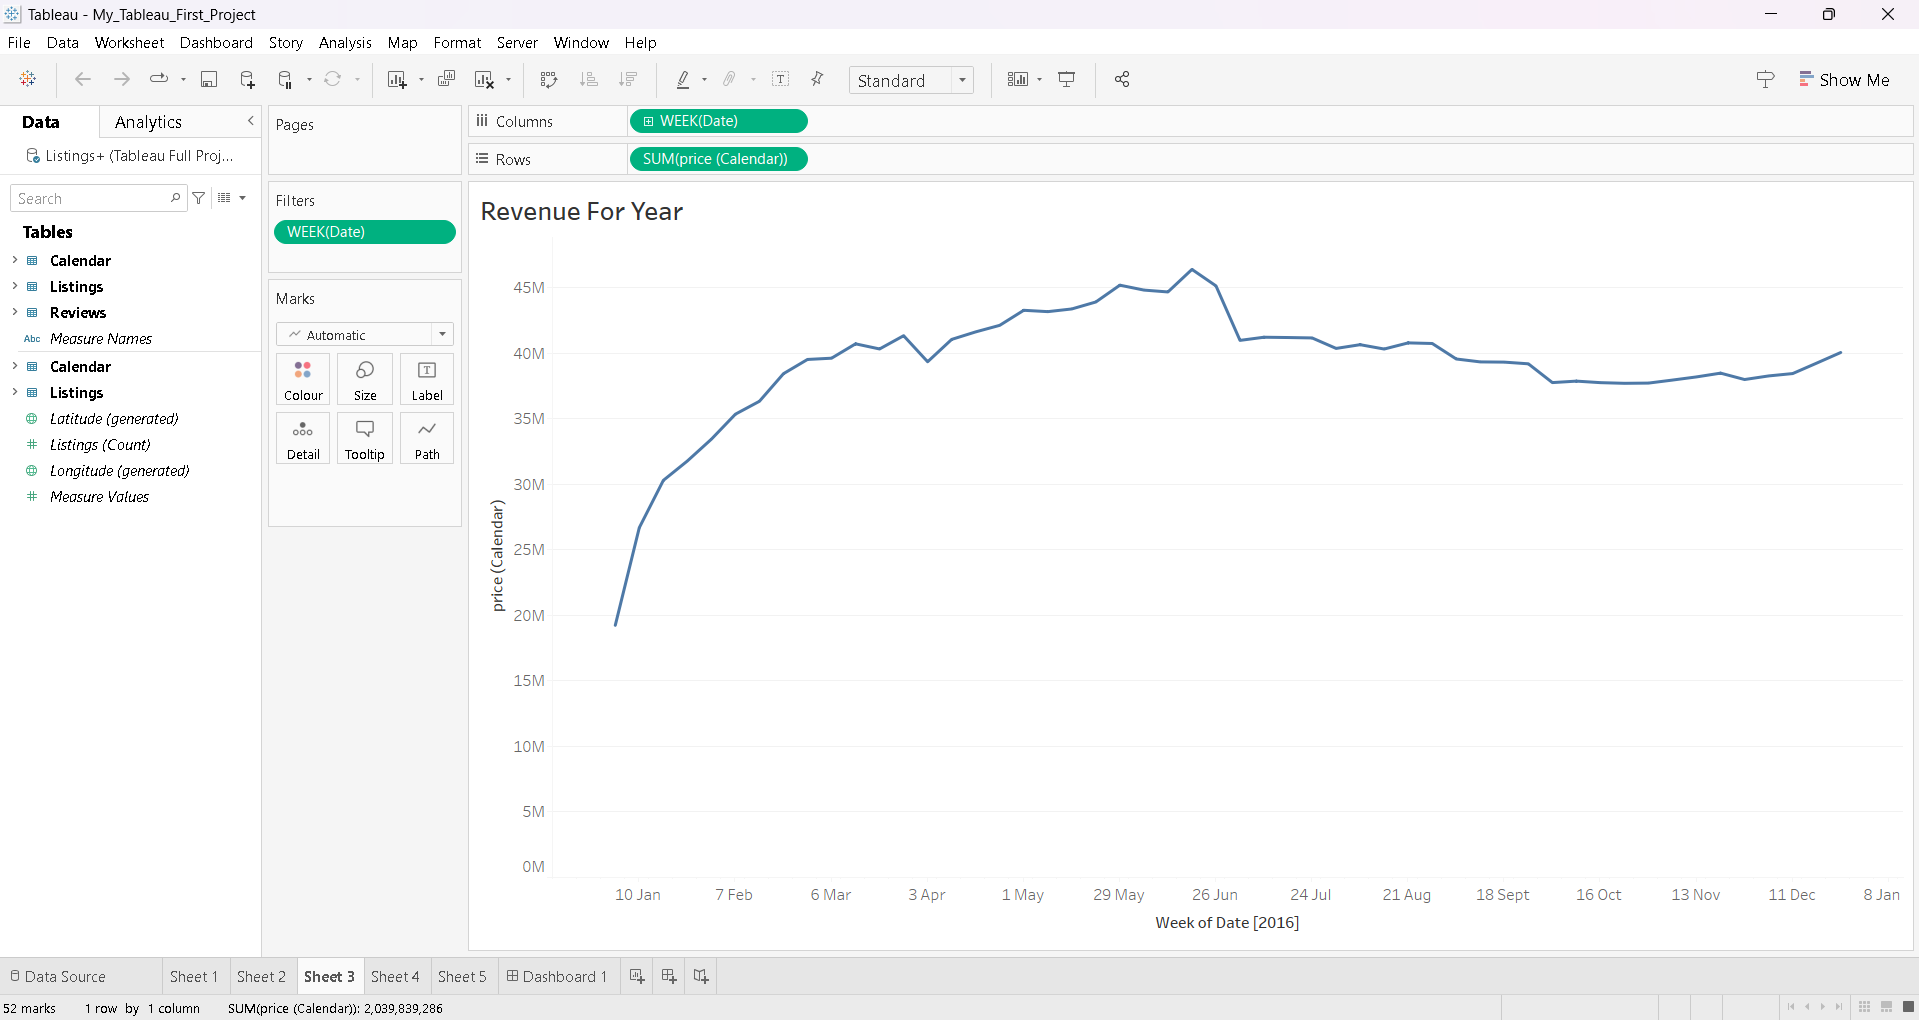 Tableau - My_Tableau_First_Project
File Data Worksheet Dashboard Story Analysis Map Format Server Window Help
Standard
Show Me
Data
Analytics
Listings+ (Tableau Full Proj...
Search
Tables
Calendar
Listings
Reviews
Abc Measure Names
Calendar
Listings
Latitude (generated)
Listings (Count)
Longitude (generated)
Measure Values
Pages
Filters
WEEK(Date)
Marks
Automatic
Colour Size Label
Detail Tooltip Path
Columns WEEK(Date)
Rows SUM(price (Calendar))
Revenue For Year
price (Calendar)
45M
40M
35M
30M
25M
20M
15M
10M
5M
0M
10 Jan 7 Feb 6 Mar 3 Apr 1 May 29 May 26 Jun 24 Jul 21 Aug 18 Sept 16 Oct 13 Nov 11 Dec 8 Jan
Week of Date [2016]
Data Source Sheet 1 Sheet 2 Sheet 3 Sheet 4 Sheet 5 Dashboard 1
52 marks 1 row by 1 column SUM(price (Calendar)): 2,039,839,286